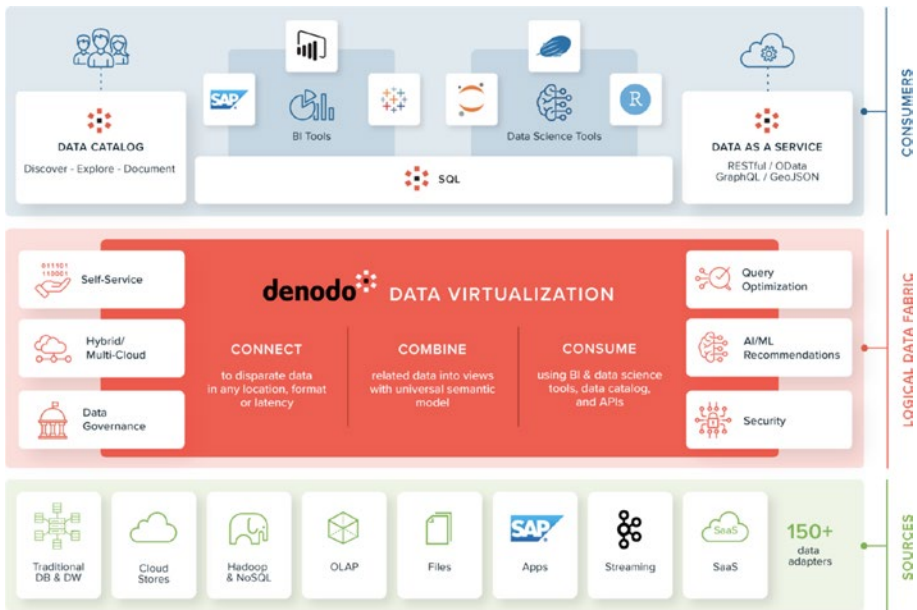 SAP
BI Tools
Data Science Tools
R
DATA CATALOG
Discover - Explore - Document
SQL
DATA AS A SERVICE
RESTful / OData
GraphQL / GeoJSON
CONSUMERS
011101
110001
Self-Service
Hybrid/
Multi-Cloud
Data
Governance
denodo DATA VIRTUALIZATION
CONNECT
to disparate data
in any location, format
or latency
COMBINE
related data into views
with universal semantic
model
CONSUME
using BI & data science
tools, data catalog,
and APIs
Query
Optimization
AI/ML
Recommendations
Security
LOGICAL DATA FABRIC
Traditional
DB & DW
Cloud
Stores
Hadoop
& NoSQL
OLAP
Files
SAP
Apps
Streaming
SaaS
SaaS
150+
data
adapters
SOURCES